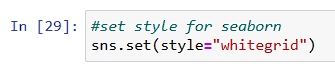 In [29]: #set style for seaborn
sns.set(style="whitegrid")